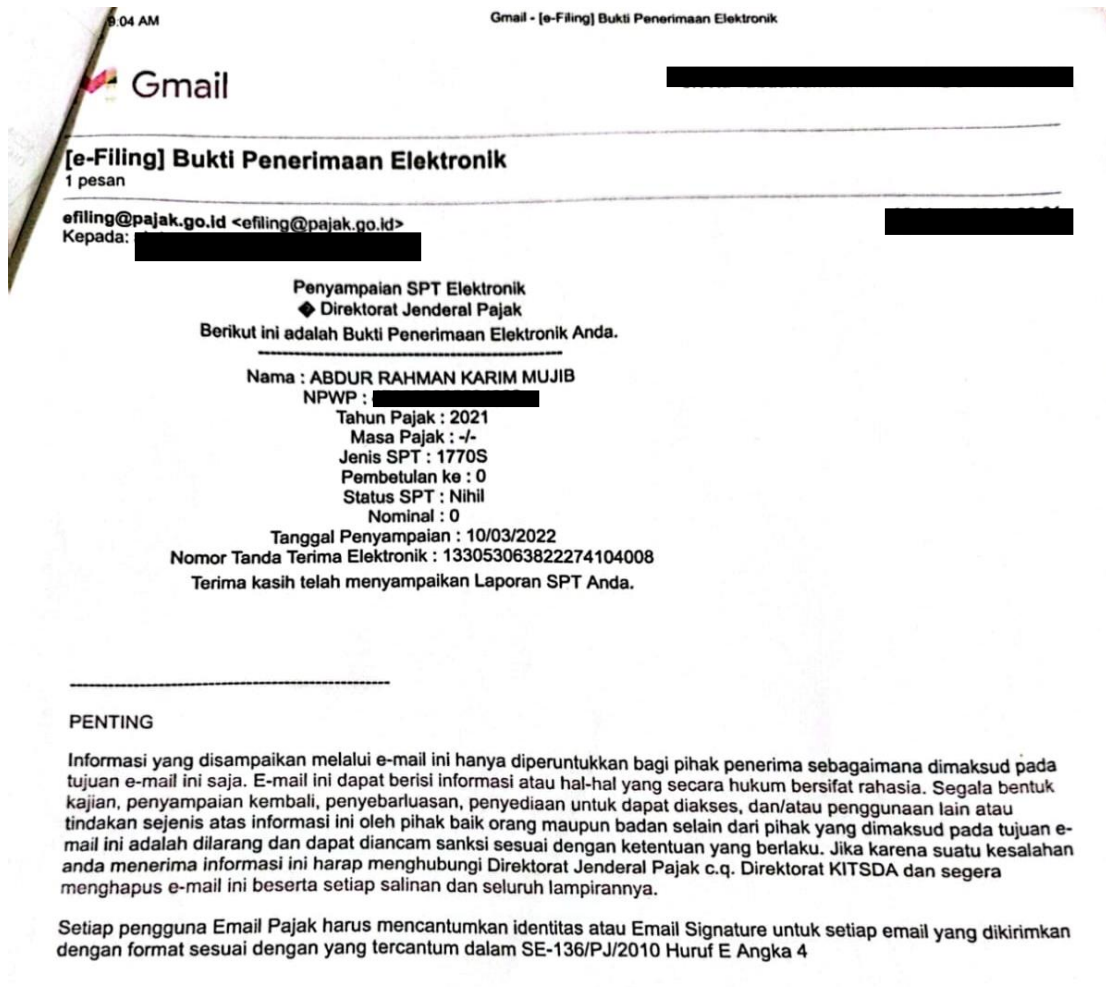 9:04 AM
Gmail - [e-Filing] Bukti Penerimaan Elektronik
Gmail
[e-Filing] Bukti Penerimaan Elektronik
1 pesan
efiling@pajak.go.id <efiling@pajak.go.id>
Kepada:
Penyampaian SPT Elektronik
Direktorat Jenderal Pajak
Berikut ini adalah Bukti Penerimaan Elektronik Anda.
Nama : ABDUR RAHMAN KARIM MUJIB
NPWP :
Tahun Pajak : 2021
Masa Pajak : -/-
Jenis SPT : 1770S
Pembetulan ke : 0
Status SPT : Nihil
Nominal : 0
Tanggal Penyampaian : 10/03/2022
Nomor Tanda Terima Elektronik : 133053063822274104008
Terima kasih telah menyampaikan Laporan SPT Anda.
PENTING
Informasi yang disampaikan melalui e-mail ini hanya diperuntukkan bagi pihak penerima sebagaimana dimaksud pada
tujuan e-mail ini saja. E-mail ini dapat berisi informasi atau hal-hal yang secara hukum bersifat rahasia. Segala bentuk
kajian, penyampaian kembali, penyebarluasan, penyediaan untuk dapat diakses, dan/atau penggunaan lain atau
tindakan sejenis atas informasi ini oleh pihak baik orang maupun badan selain dari pihak yang dimaksud pada tujuan e-
mail ini adalah dilarang dan dapat diancam sanksi sesuai dengan ketentuan yang berlaku. Jika karena suatu kesalahan
anda menerima informasi ini harap menghubungi Direktorat Jenderal Pajak c.q. Direktorat KITSDA dan segera
menghapus e-mail ini beserta setiap salinan dan seluruh lampirannya.
Setiap pengguna Email Pajak harus mencantumkan identitas atau Email Signature untuk setiap email yang dikirimkan
dengan format sesuai dengan yang tercantum dalam SE-136/PJ/2010 Huruf E Angka 4